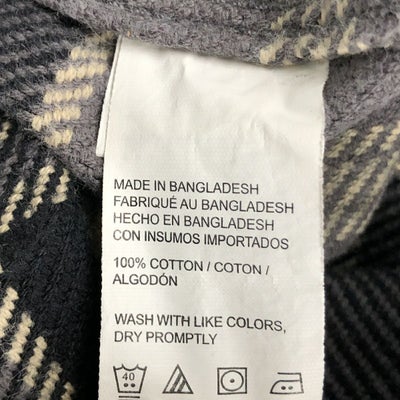 MADE IN BANGLADESH
FABRIQUÉ AU BANGLADESH
HECHO EN BANGLADESH
CON INSUMOS IMPORTADOS
100% COTTON / COTON /
ALGODÓN
WASH WITH LIKE COLORS,
DRY PROMPTLY
40